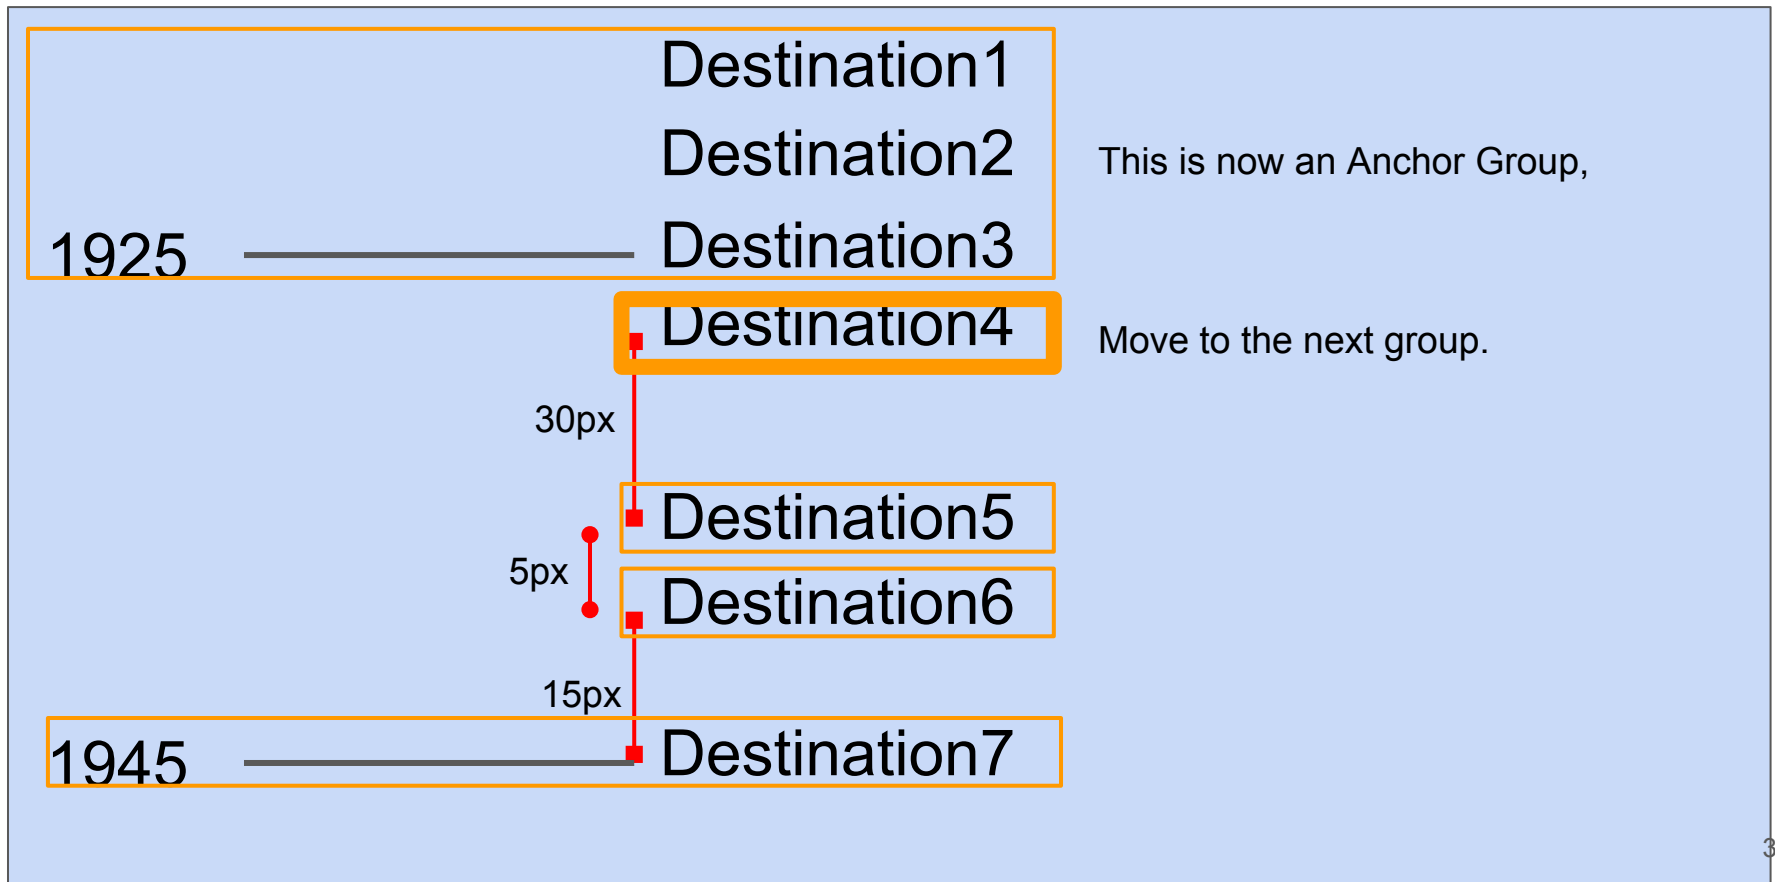 Destination1
Destination2
This is now an Anchor Group,
1925
Destination3
Destination4
Move to the next group.
30px
Destination5
5px
Destination6
15px
1945
Destination7
3